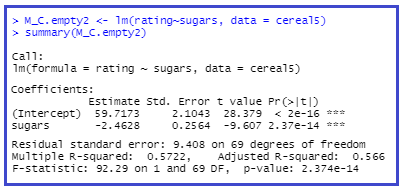 > M_C.empty2 <- lm(rating~sugars, data = cereal5)
> summary(M_C.empty2)
Call:
lm(formula = rating ~ sugars, data = cereal5)
Coefficients:
Estimate Std. Error t value Pr(>|t|)
(Intercept) 59.7173 2.1043 28.379 < 2e-16 ***
sugars -2.4628 0.2564 -9.607 2.37e-14 ***
Residual standard error: 9.408 on 69 degrees of freedom
Multiple R-squared: 0.5722, Adjusted R-squared: 0.566
F-statistic: 92.29 on 1 and 69 DF, p-value: 2.374e-14